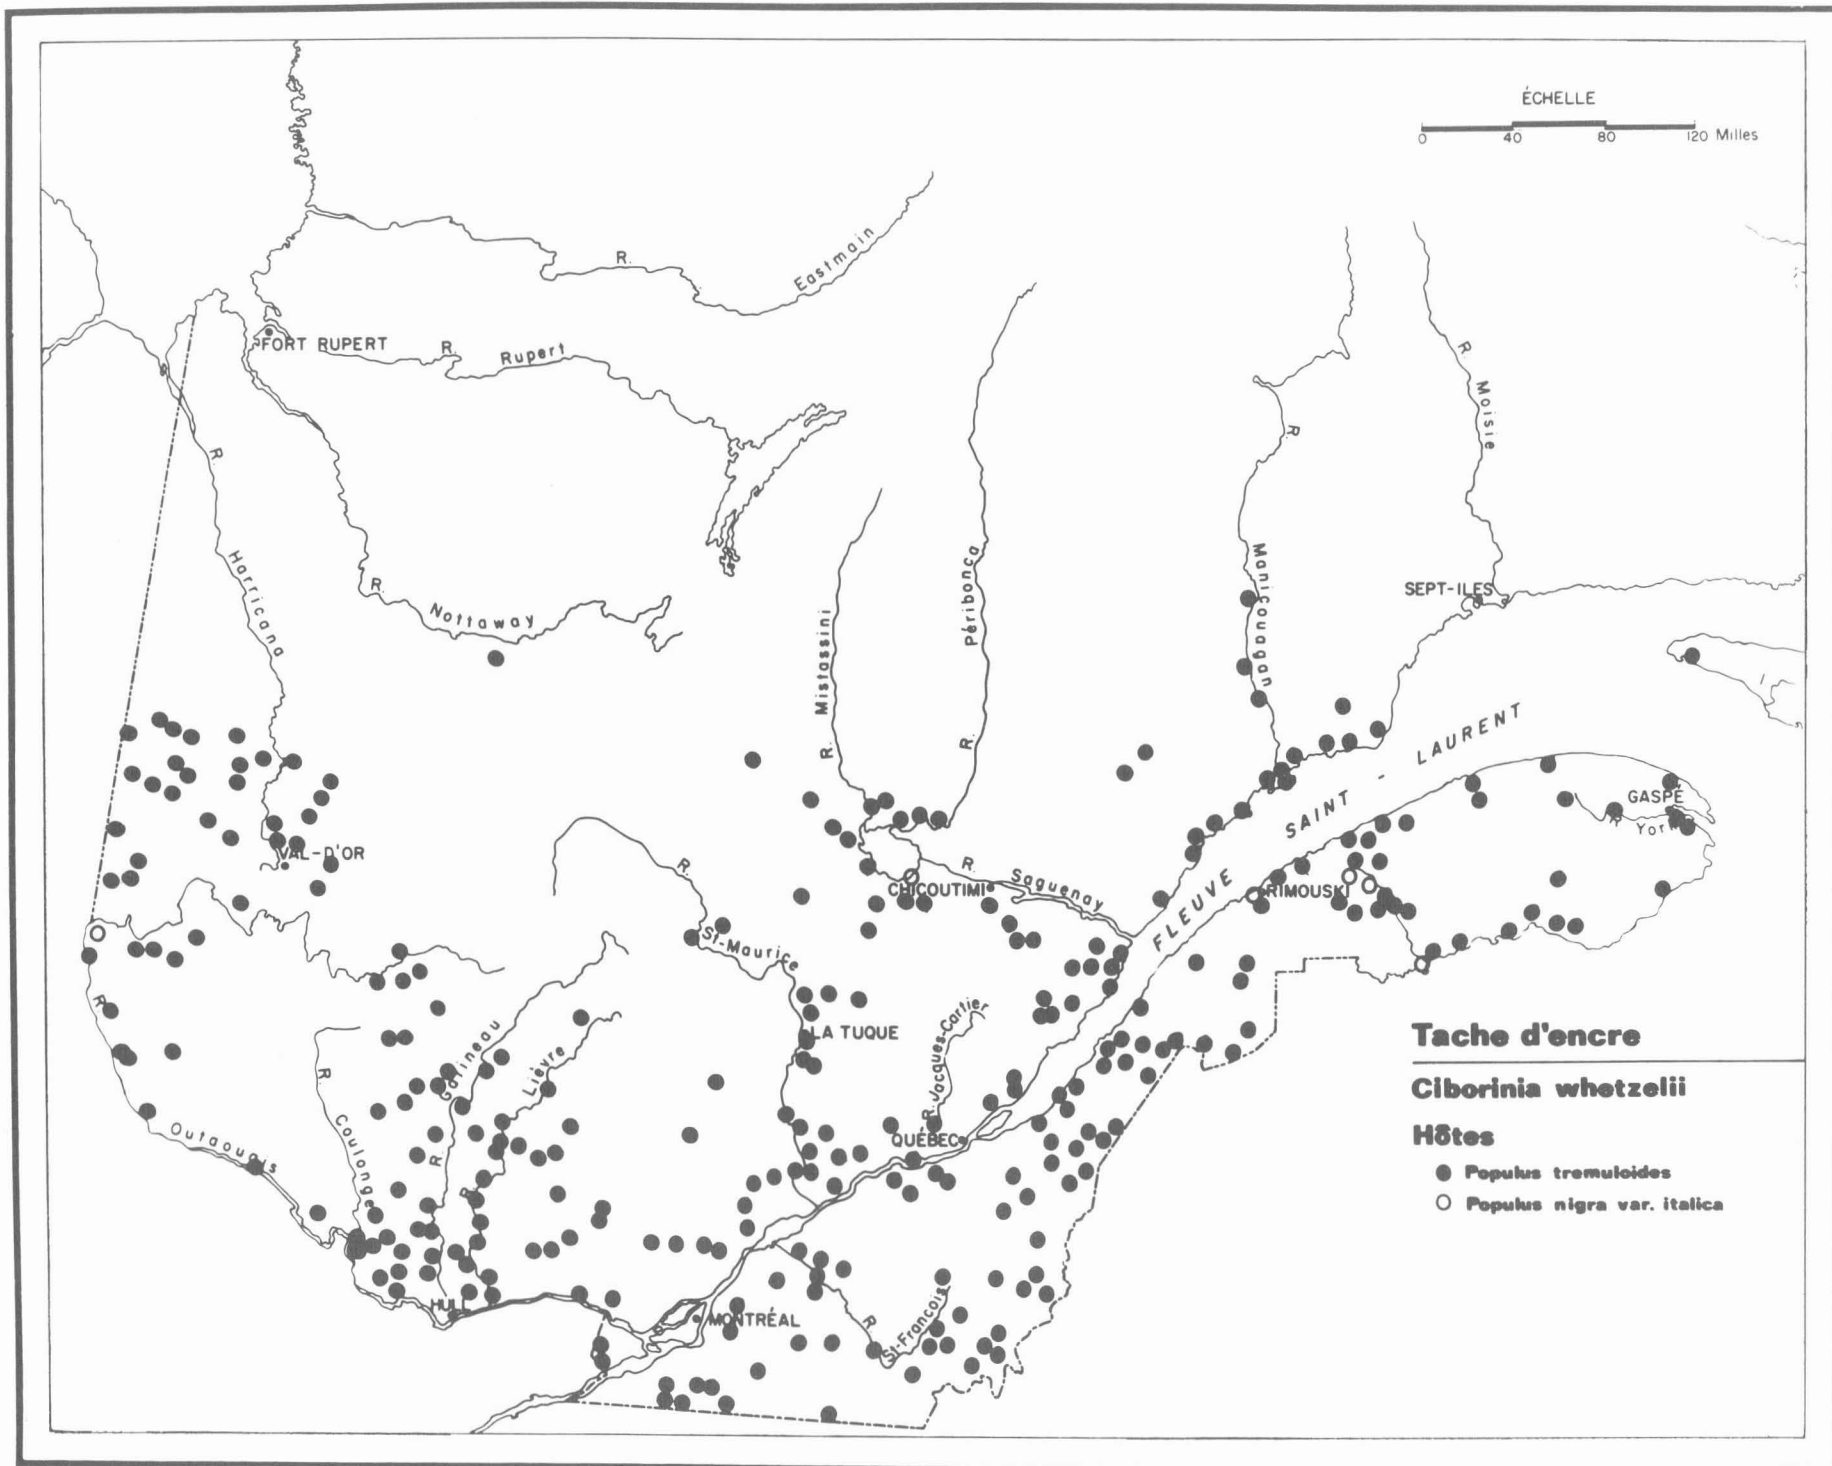 ÉCHELLE
0 40 80 120 Milles
R. Eastmain
FORT RUPERT
R. Rupert
R. Moisie
R. Harricana
R. Manicouagan
R. Nottaway
R. Mistassini
R. Péribonca
SEPT-ILES
FLEUVE SAINT - LAURENT
GASPÉ
R. York
VAL-D'OR
CHICOUTIMI
R. Saguenay
RIMOUSKI
R. St-Maurice
LA TUQUE
R. Jacques-Cartier
R. Gatineau
R. Lièvre
R. Coulonge
R. Outaouais
QUÉBEC
HULL
MONTRÉAL
R. St-François
Tache d'encre
Ciborinia whetzelii
Hôtes
Populus tremuloides
Populus nigra var. italica